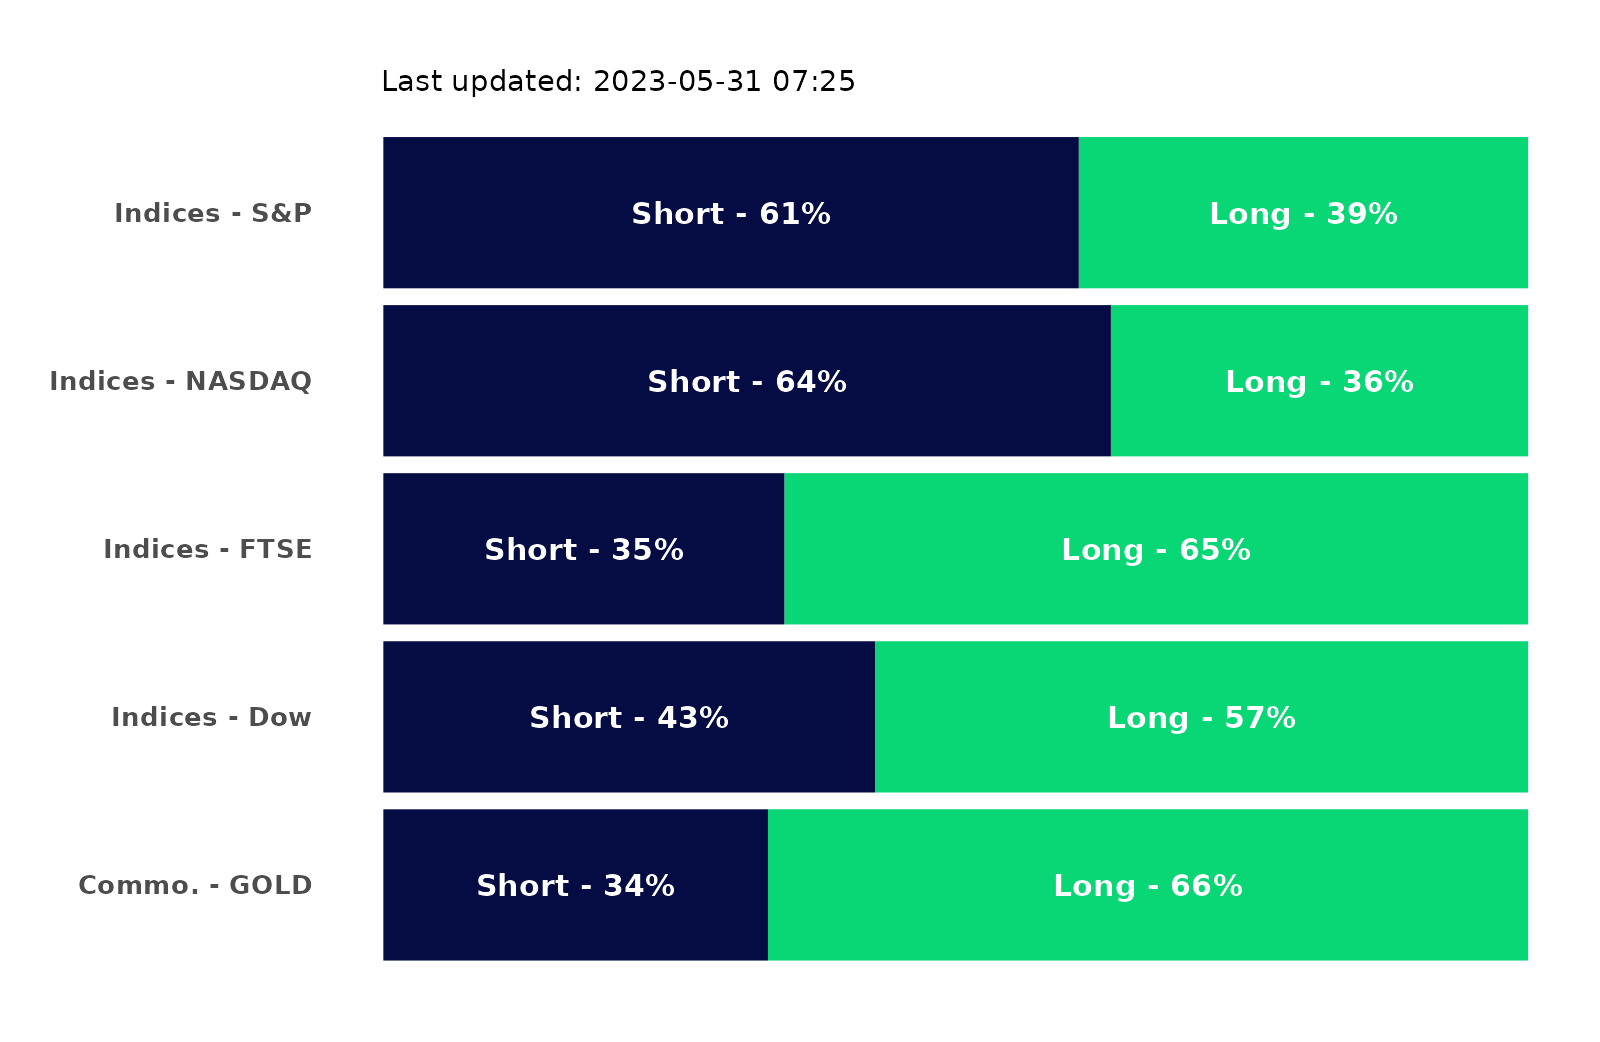 Last updated: 2023-05-31 07:25
Indices - S&P Short - 61% Long - 39%
Indices - NASDAQ Short - 64% Long - 36%
Indices - FTSE Short - 35% Long - 65%
Indices - Dow Short - 43% Long - 57%
Commo. - GOLD Short - 34% Long - 66%